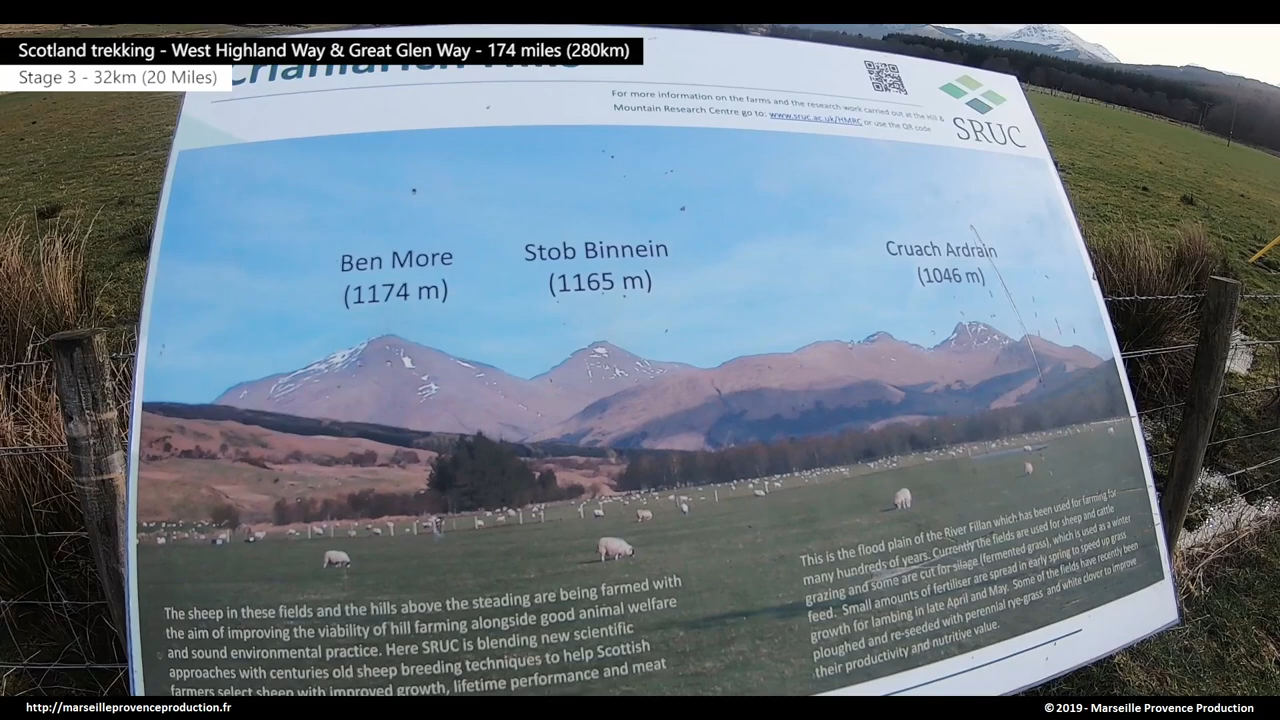 Scotland trekking - West Highland Way & Great Glen Way - 174 miles (280km)
Stage 3 - 32km (20 Miles)
For more information on the farms and the research work carried out at the Hill &
Mountain Research Centre go to: www.sruc.ac.uk/HMRC or use the QR code
SRUC
Ben More
(1174 m)
Stob Binnein
(1165 m)
Cruach Ardrain
(1046 m)
The sheep in these fields and the hills above the steading are being farmed with
the aim of improving the viability of hill farming alongside good animal welfare
and sound environmental practice. Here SRUC is blending new scientific
approaches with centuries old sheep breeding techniques to help Scottish
farmers select sheep with improved growth, lifetime performance and meat
This is the flood plain of the River Fillan which has been used for farming for
many hundreds of years. Currently the fields are used for sheep and cattle
grazing and some are cut for silage (fermented grass), which is used as a winter
feed. Small amounts of fertiliser are spread in early spring to speed up grass
growth for lambing in late April and May. Some of the fields have recently been
ploughed and re-seeded with perennial rye-grass and white clover to improve
their productivity and nutritive value.
http://marseilleprovenceproduction.fr
© 2019 - Marseille Provence Production